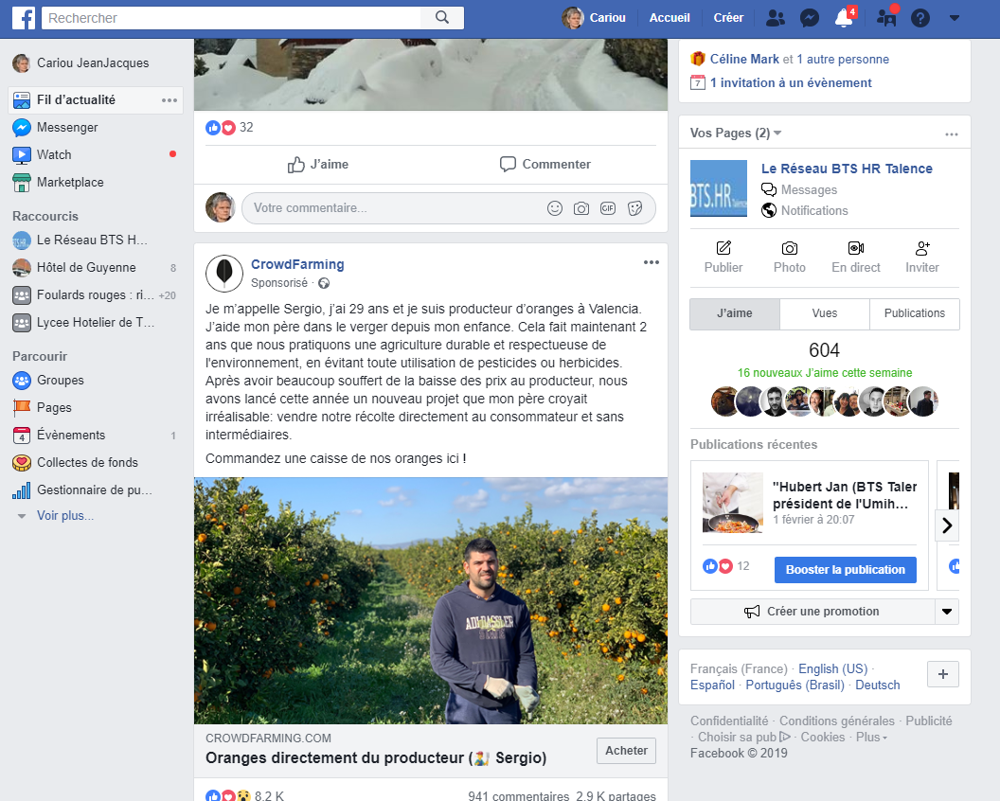 Rechercher
Cariou
Accueil
Créer
4
Cariou JeanJacques
Fil d'actualité
Messenger
Watch
Marketplace
Raccourcis
Le Réseau BTS H...
Hôtel de Guyenne 8
Foulards rouges : ri... +20
Lycee Hotelier de T...
Parcourir
Groupes
Pages
4 Évènements 1
Collectes de fonds
Gestionnaire de pu...
Voir plus...
32
J'aime
Commenter
Votre commentaire...
GIF
CrowdFarming
Sponsorisé ·
Je m'appelle Sergio, j'ai 29 ans et je suis producteur d'oranges à Valencia.
J'aide mon père dans le verger depuis mon enfance. Cela fait maintenant 2
ans que nous pratiquons une agriculture durable et respectueuse de
l'environnement, en évitant toute utilisation de pesticides ou herbicides.
Après avoir beaucoup souffert de la baisse des prix au producteur, nous
avons lancé cette année un nouveau projet que mon père croyait
irréalisable: vendre notre récolte directement au consommateur et sans
intermédiaires.
Commandez une caisse de nos oranges ici !
ADI DASSLER
CROWDFARMING.COM
Oranges directement du producteur (👨‍🌾 Sergio)
Acheter
8,2 K
941 commentaires 2,9 K partages
Céline Mark et 1 autre personne
7 1 invitation à un évènement
Vos Pages (2)
BTS.HR Talence
Le Réseau BTS HR Talence
Messages
Notifications
Publier
Photo
En direct
Inviter
J'aime
Vues
Publications
604
16 nouveaux J'aime cette semaine
Publications récentes
"Hubert Jan (BTS Taler
président de l'Umih...
1 février à 20:07
12
Booster la publication
Créer une promotion
Français (France) · English (US) ·
Español · Português (Brasil) · Deutsch
Confidentialité · Conditions générales · Publicité
· Choisir sa pub · Cookies · Plus
Facebook © 2019